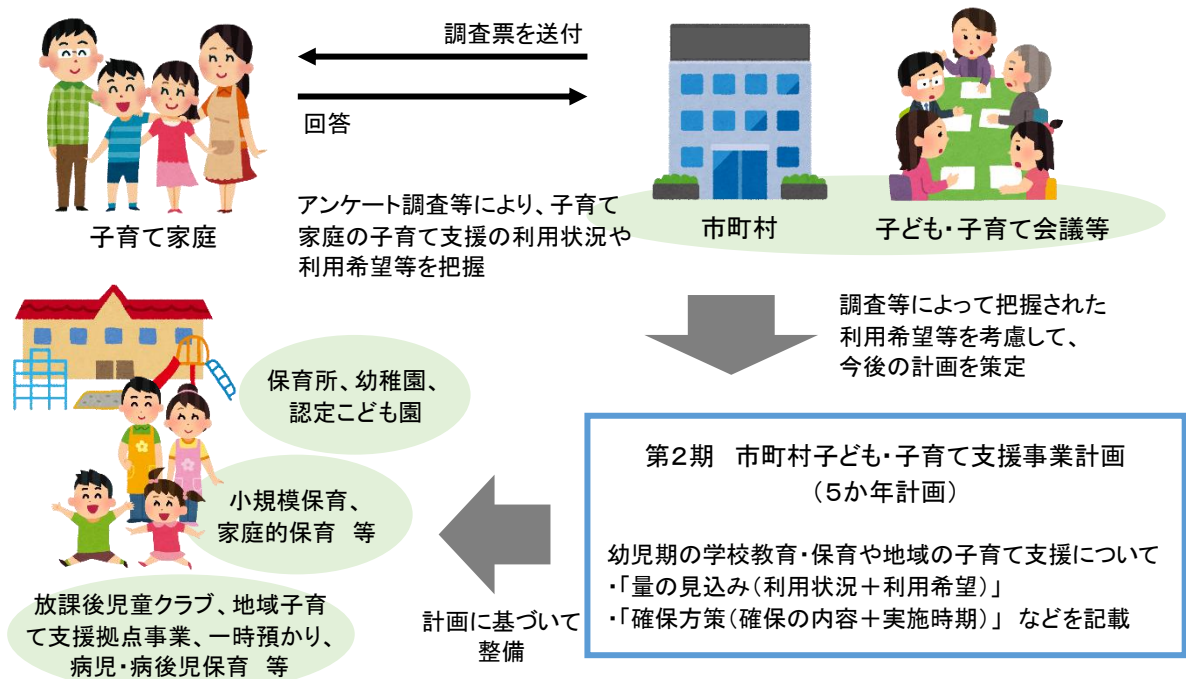 調査票を送付
回答
アンケート調査等により、子育て
家庭の子育て支援の利用状況や
利用希望等を把握
子育て家庭
市町村
子ども・子育て会議等
調査等によって把握された
利用希望等を考慮して、
今後の計画を策定
第2期　市町村子ども・子育て支援事業計画
（5か年計画）
幼児期の学校教育・保育や地域の子育て支援について
・「量の見込み（利用状況＋利用希望）」
・「確保方策（確保の内容＋実施時期）」 などを記載
計画に基づいて
整備
保育所、幼稚園、
認定こども園
小規模保育、
家庭的保育　等
放課後児童クラブ、地域子育
て支援拠点事業、一時預かり、
病児・病後児保育　等